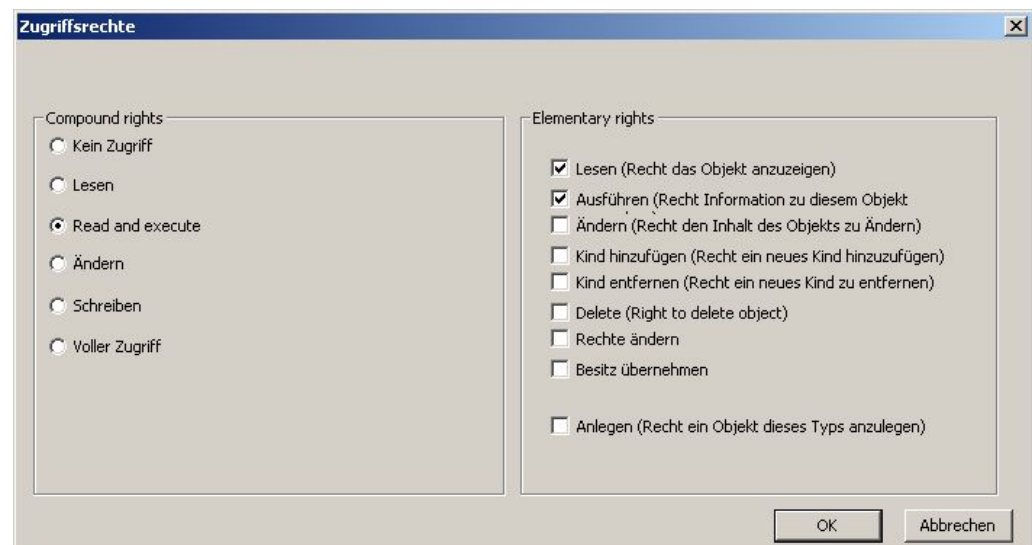 Zugriffsrechte
Compound rights
Kein Zugriff
Lesen
Read and execute
Ändern
Schreiben
Voller Zugriff
Elementary rights
Lesen (Recht das Objekt anzuzeigen)
Ausführen (Recht Information zu diesem Objekt
Ändern (Recht den Inhalt des Objekts zu Ändern)
Kind hinzufügen (Recht ein neues Kind hinzuzufügen)
Kind entfernen (Recht ein neues Kind zu entfernen)
Delete (Right to delete object)
Rechte ändern
Besitz übernehmen
Anlegen (Recht ein Objekt dieses Typs anzulegen)
OK
Abbrechen